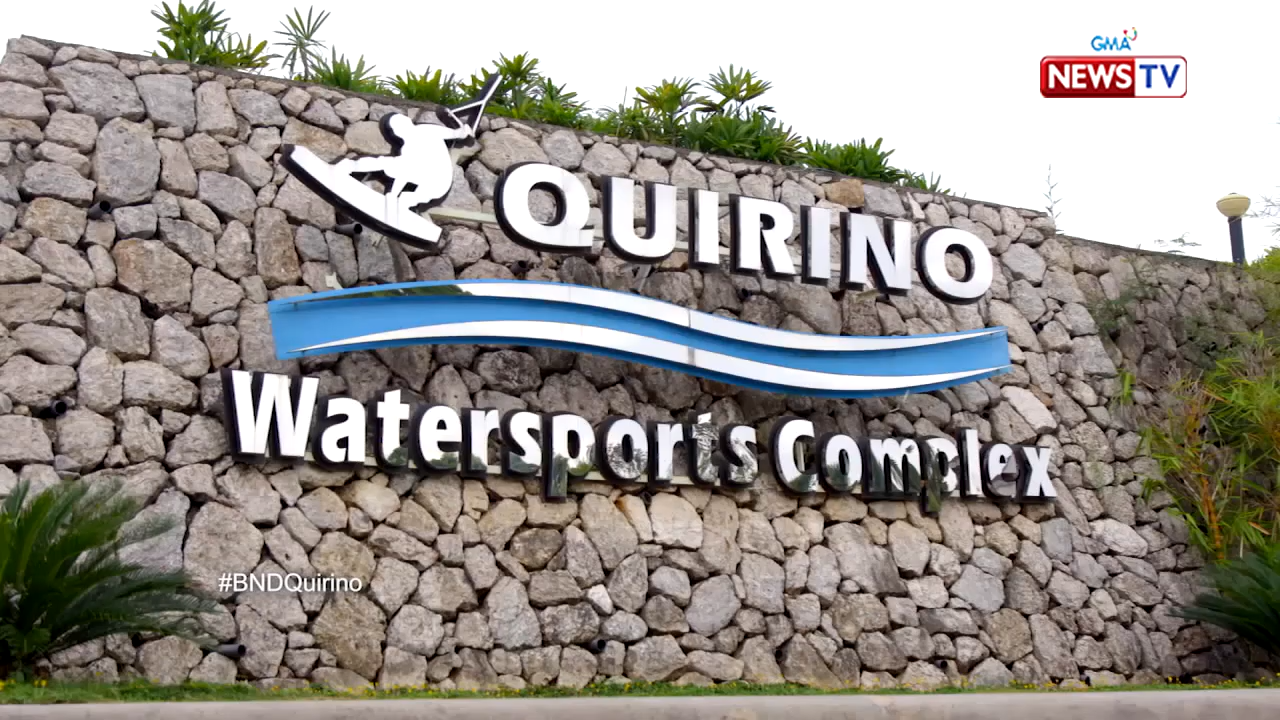 GMA
NEWS TV
QUIRINO
Watersports Complex
#BNDQuirino